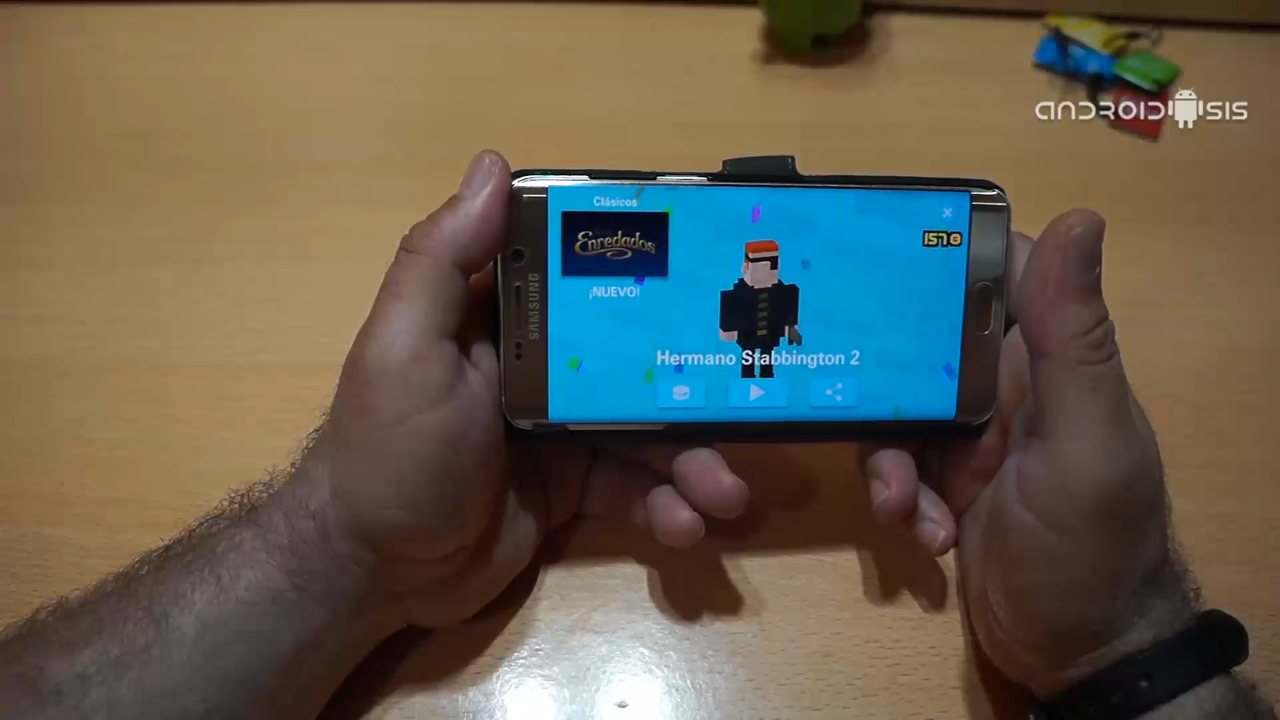 ANDROIDSIS
Clásicos
Enredados
¡NUEVO!
157
Hermano Stabbington 2
SAMSUNG